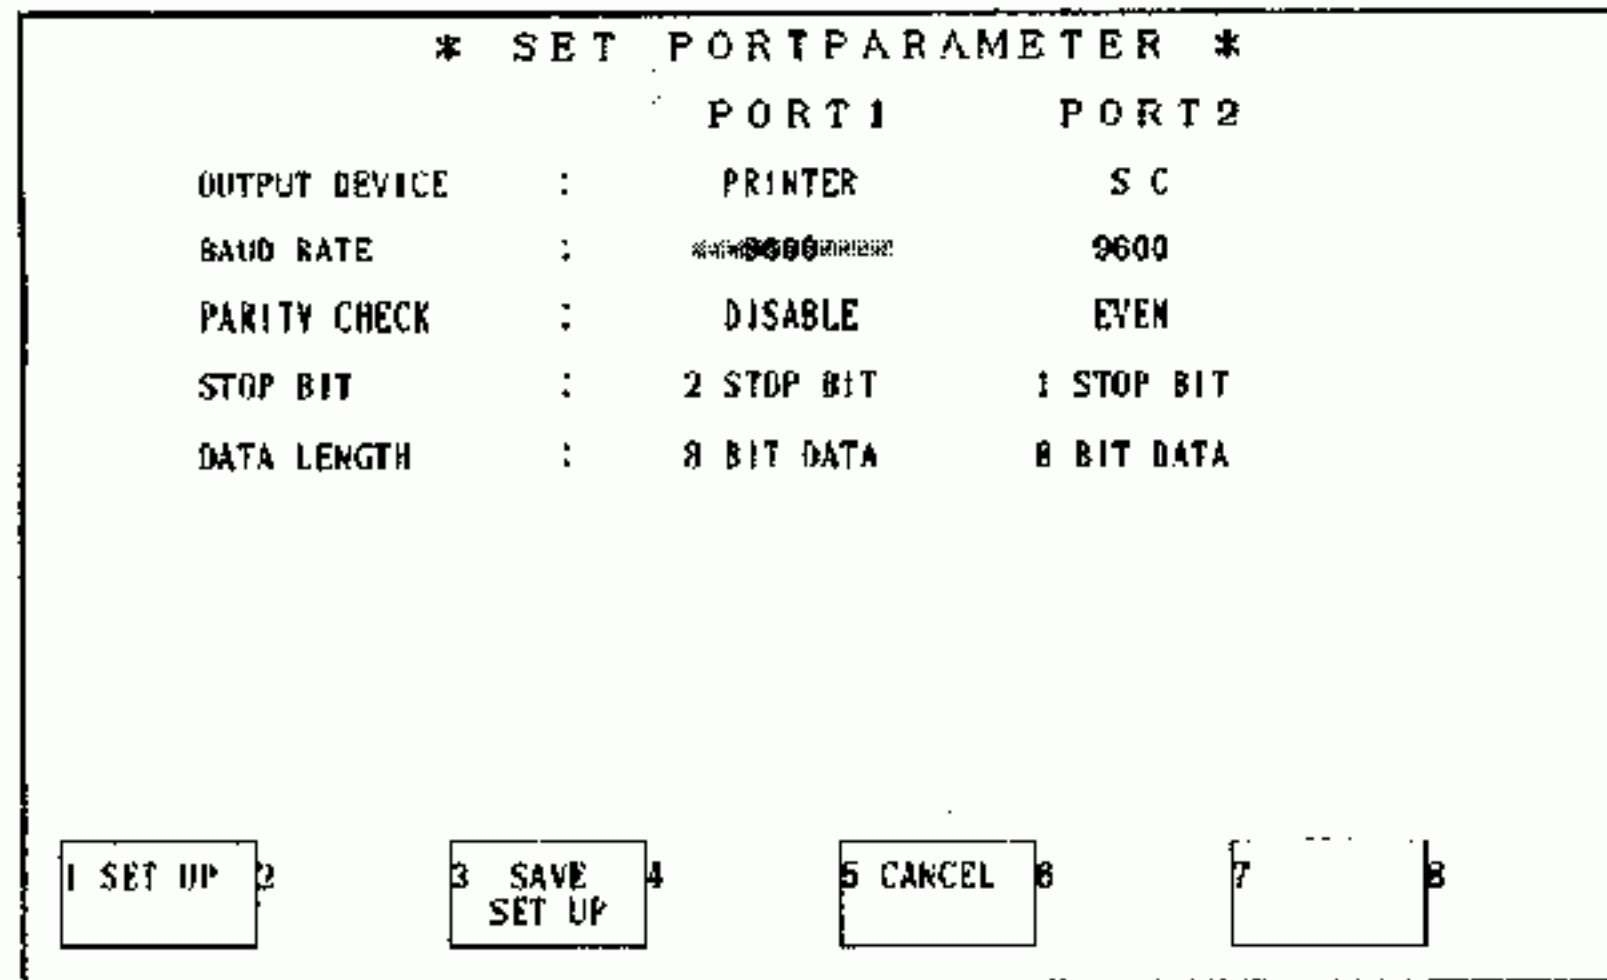 * SET PORTPARAMETER *
PORT1 PORT2
OUTPUT DEVICE : PRINTER S C
BAUD RATE : 9600 9600
PARITY CHECK : DISABLE EVEN
STOP BIT : 2 STOP BIT 1 STOP BIT
DATA LENGTH : 8 BIT DATA 8 BIT DATA
1 SET UP 2 3 SAVE 4 5 CANCEL 6 7 8
SET UP